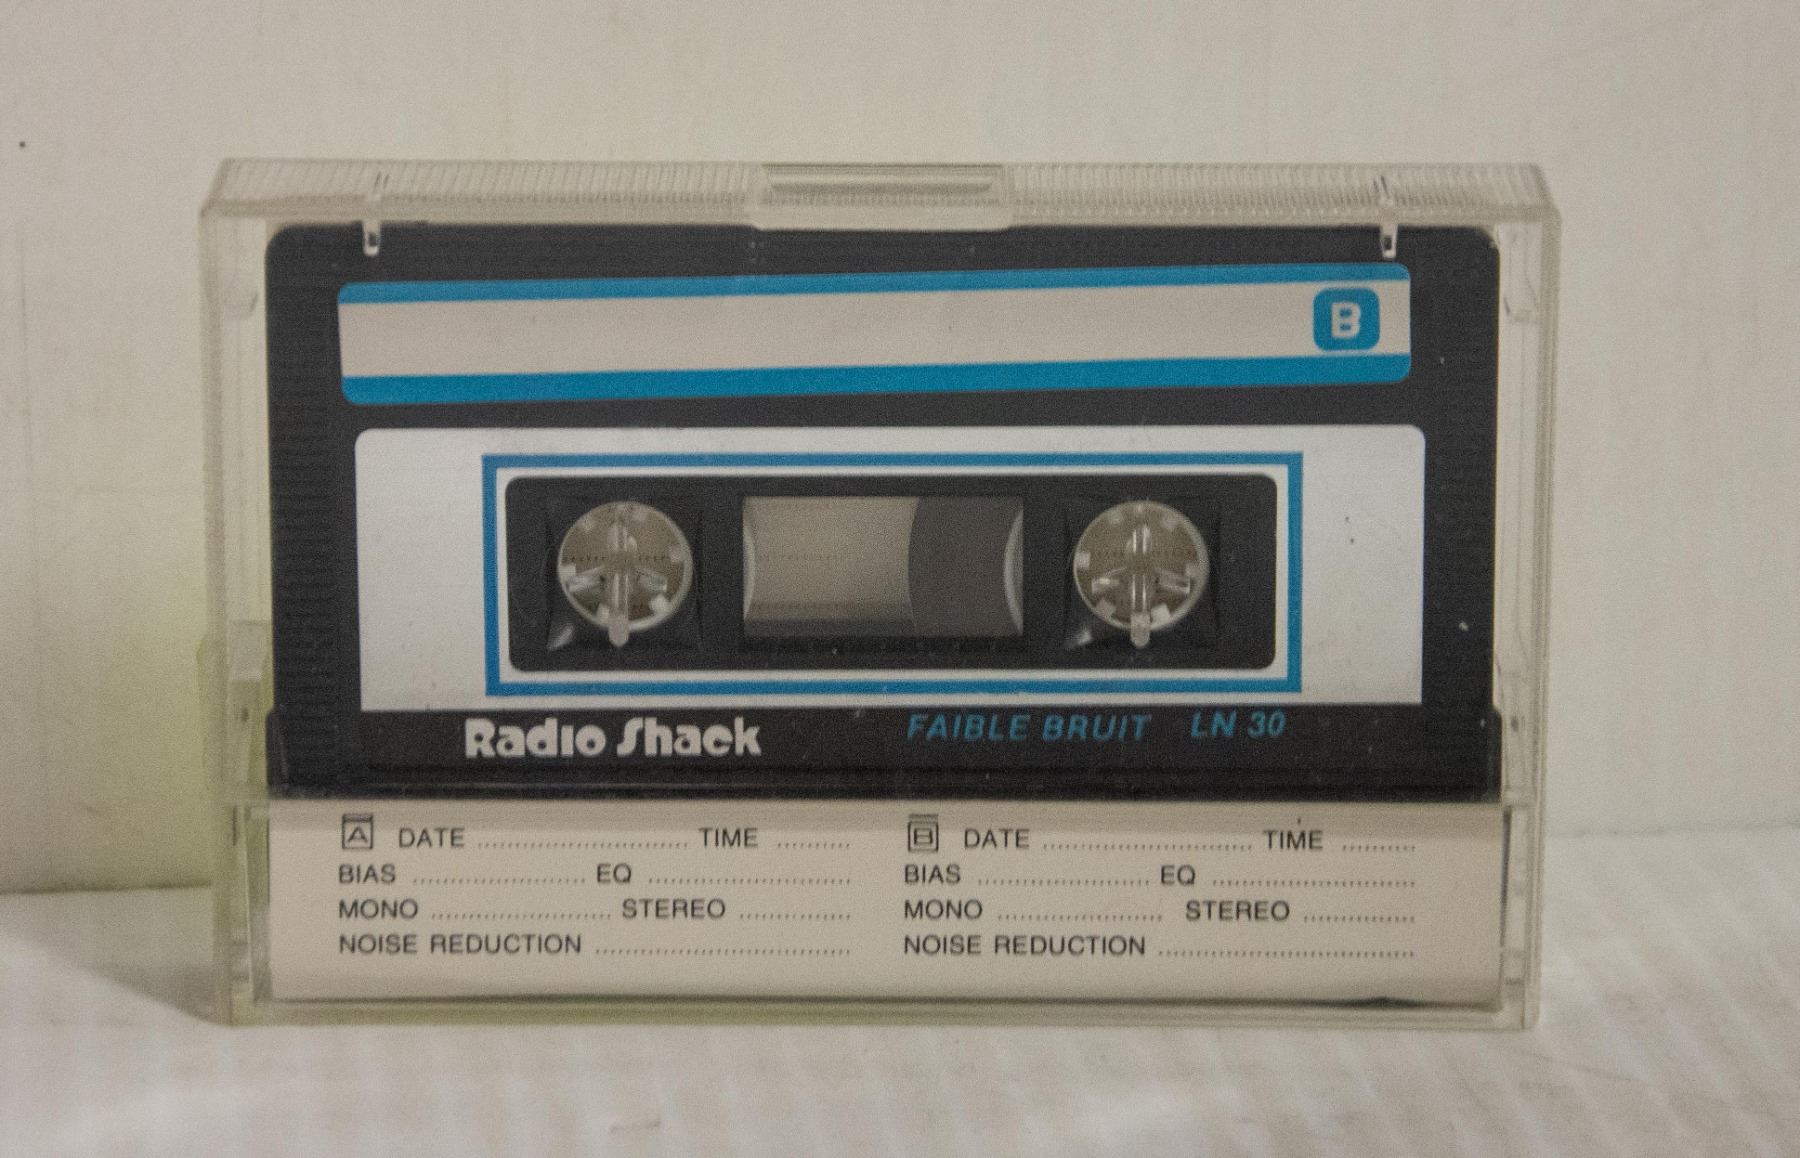 B
Radio Shack FAIBLE BRUIT LN 30
A DATE ........................ TIME ..........
BIAS .................... EQ ........................
MONO ..................... STEREO .............
NOISE REDUCTION ..............................
B DATE ........................ TIME .........
BIAS .................... EQ ........................
MONO ................... STEREO .............
NOISE REDUCTION ..............................